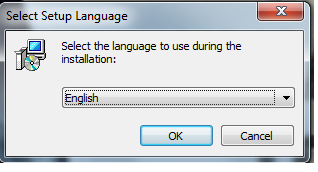 Select Setup Language
Select the language to use during the
installation:
English
OK
Cancel